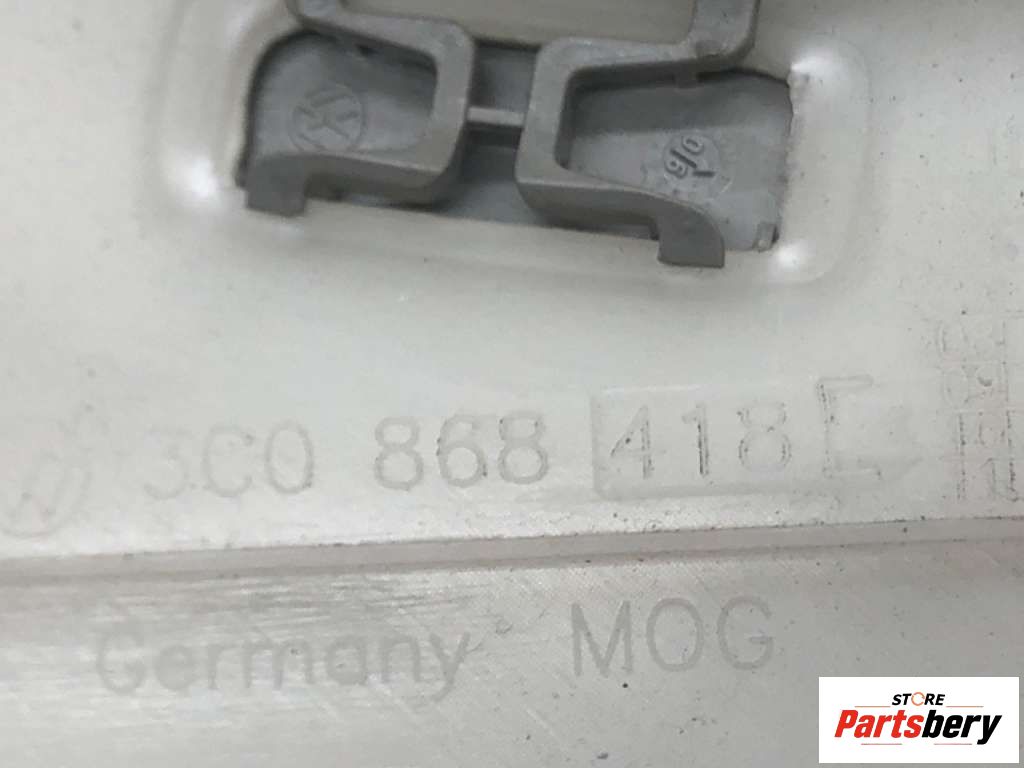 3C0 868 418
Germany MOG
STORE
Partsbery